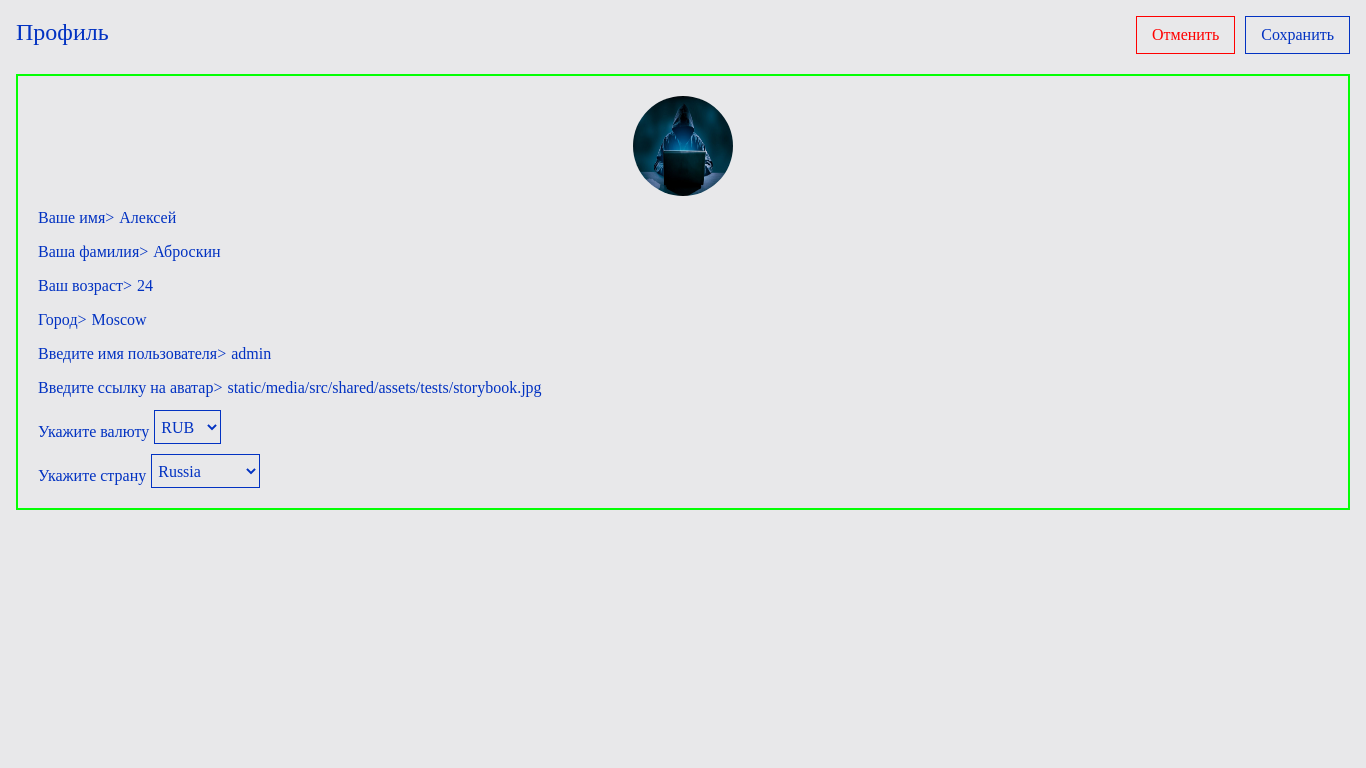 Профиль
Отменить
Сохранить
Ваше имя> Алексей
Ваша фамилия> Аброскин
Ваш возраст> 24
Город> Moscow
Введите имя пользователя> admin
Введите ссылку на аватар> static/media/src/shared/assets/tests/storybook.jpg
Укажите валюту RUB
Укажите страну Russia